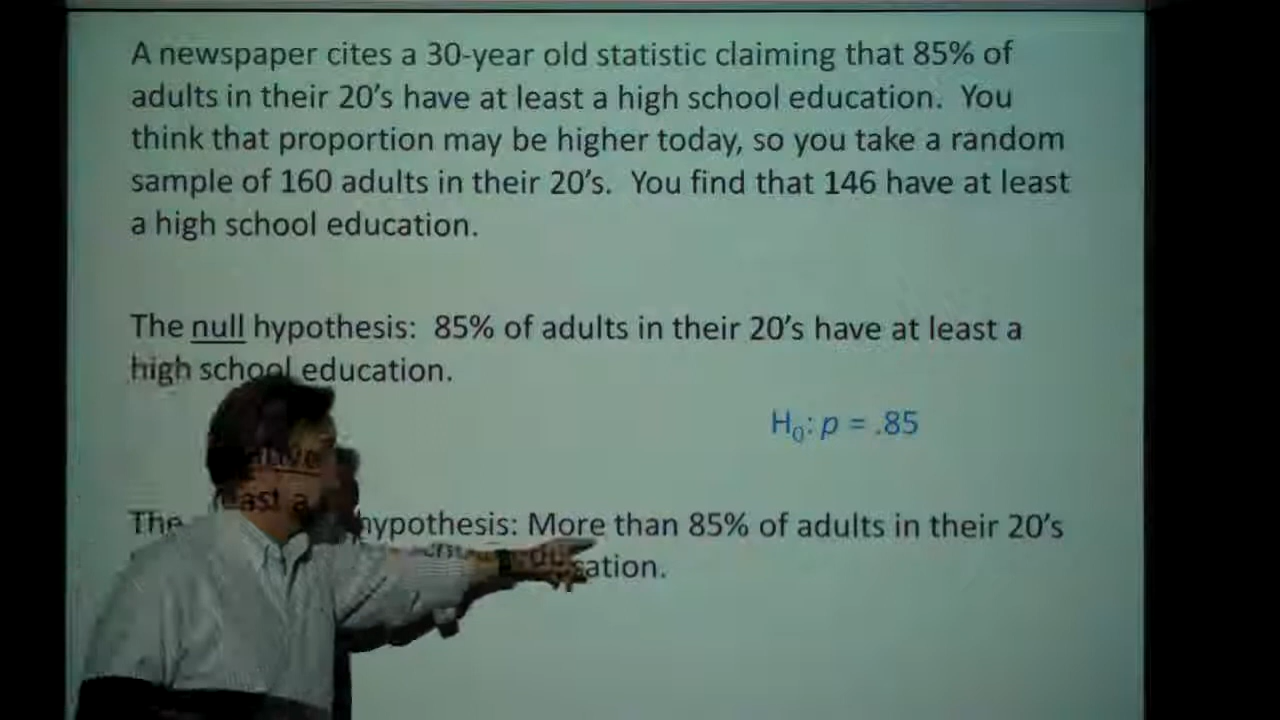 A newspaper cites a 30-year old statistic claiming that 85% of
adults in their 20's have at least a high school education. You
think that proportion may be higher today, so you take a random
sample of 160 adults in their 20's. You find that 146 have at least
a high school education.
The null hypothesis: 85% of adults in their 20's have at least a
high school education.
H₀: p = .85
The hypothesis: More than 85% of adults in their 20's